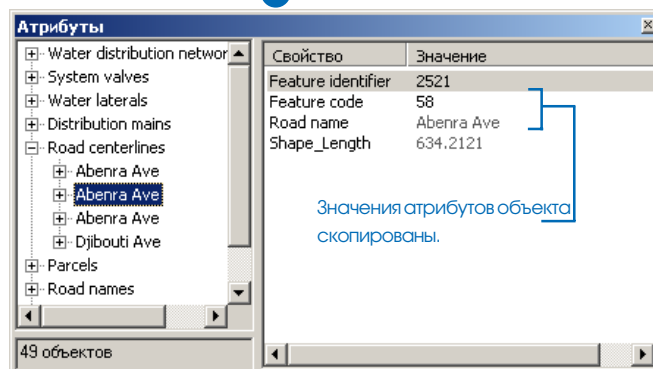 Атрибуты
Water distribution networ
System valves
Water laterals
Distribution mains
Road centerlines
Abenra Ave
Abenra Ave
Abenra Ave
Djibouti Ave
Parcels
Road names
49 объектов
Свойство Значение
Feature identifier 2521
Feature code 58
Road name Abenra Ave
Shape_Length 634.2121
Значения атрибутов объекта
скопированы.